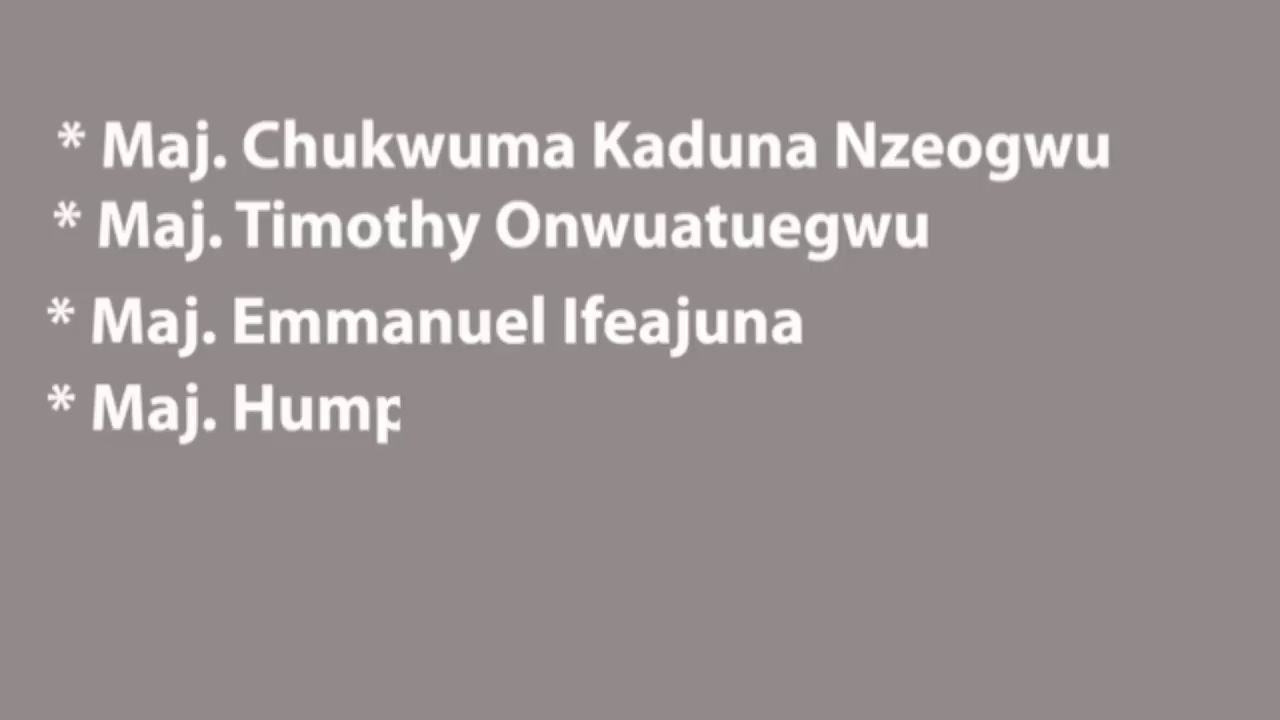 * Maj. Chukwuma Kaduna Nzeogwu
* Maj. Timothy Onwuatuegwu
* Maj. Emmanuel Ifeajuna
* Maj. Hump